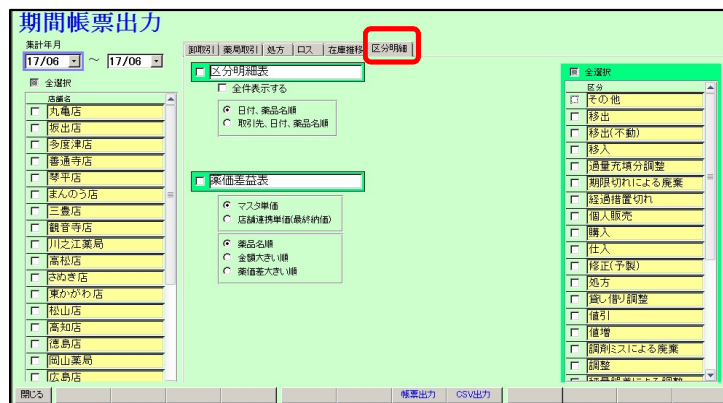 期間帳票出力
集計年月
17/06 ～ 17/06
全選択
店舗名
丸亀店
坂出店
多度津店
善通寺店
琴平店
まんのう店
三豊店
観音寺店
川之江薬局
高松店
さぬき店
東かがわ店
松山店
高知店
徳島店
岡山薬局
広島店
卸取引 薬局取引 処方 ロス 在庫推移 区分明細
区分明細表
全件表示する
日付、薬品名順
取引先、日付、薬品名順
薬価差益表
マスタ単価
店舗連携単価(最終納価)
薬品名順
金額大きい順
薬価差大きい順
全選択
区分
その他
移出
移出(不動)
移入
過量充填分調整
期限切れによる廃棄
経過措置切れ
個人販売
購入
仕入
修正(予製)
処方
貸し借り調整
値引
値増
調剤ミスによる廃棄
調整
閉じる 帳票出力 CSV出力